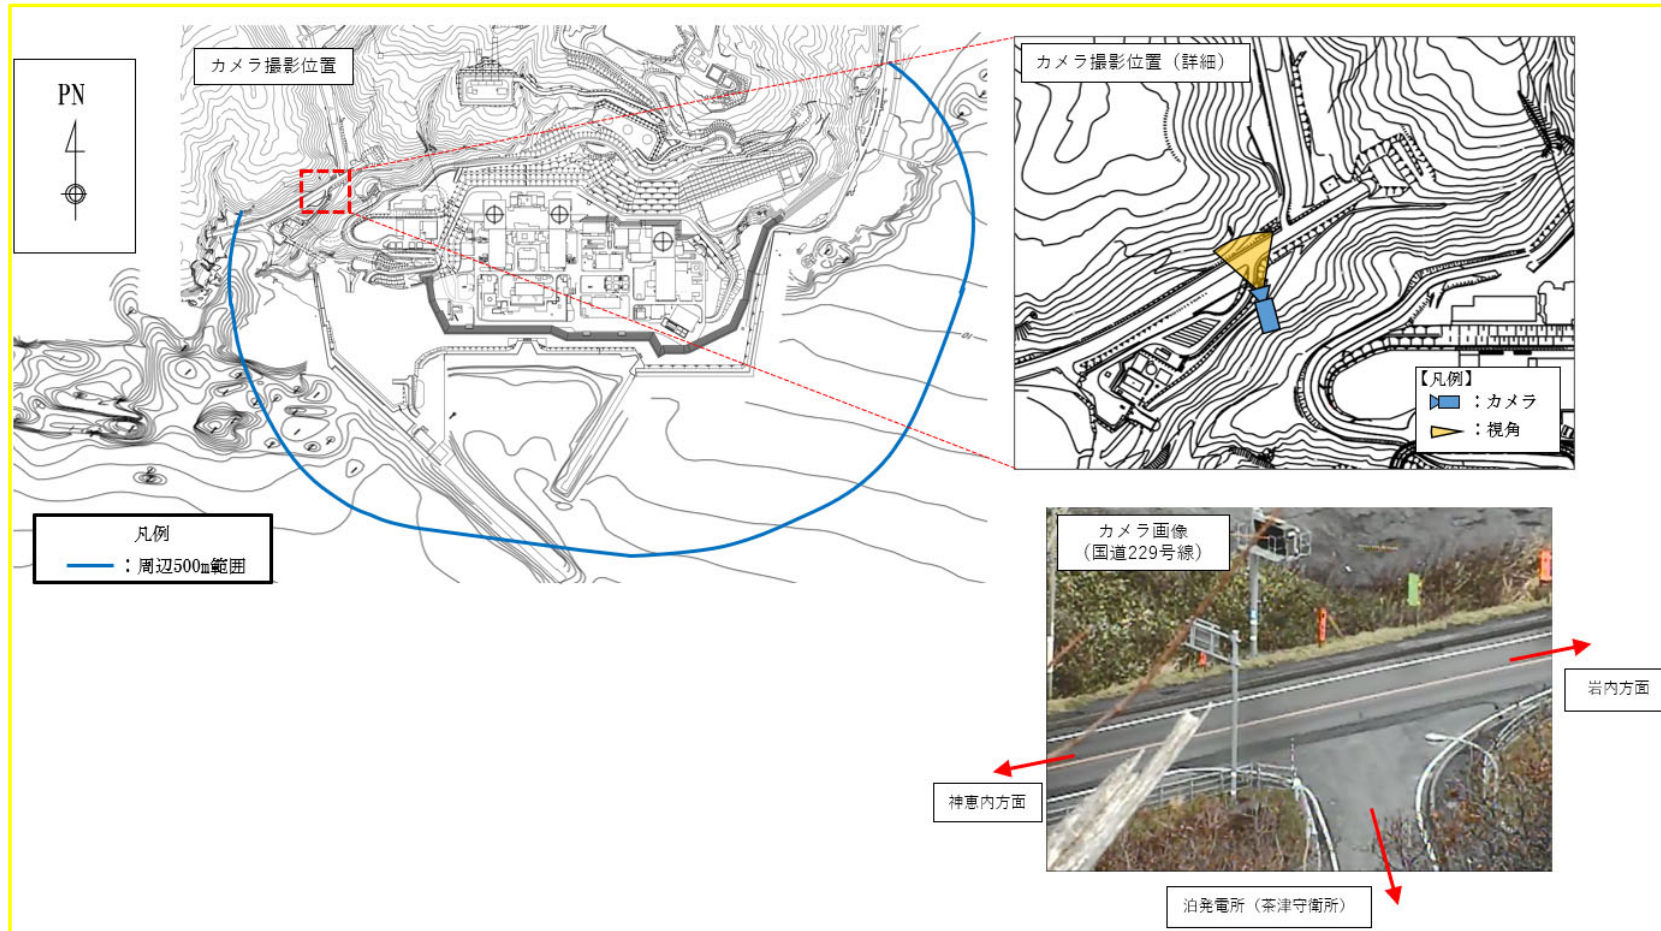 PN
カメラ撮影位置
凡例
：周辺500m範囲
カメラ撮影位置（詳細）
【凡例】
：カメラ
：視角
カメラ画像
（国道229号線）
岩内方面
神恵内方面
泊発電所（茶津守衛所）